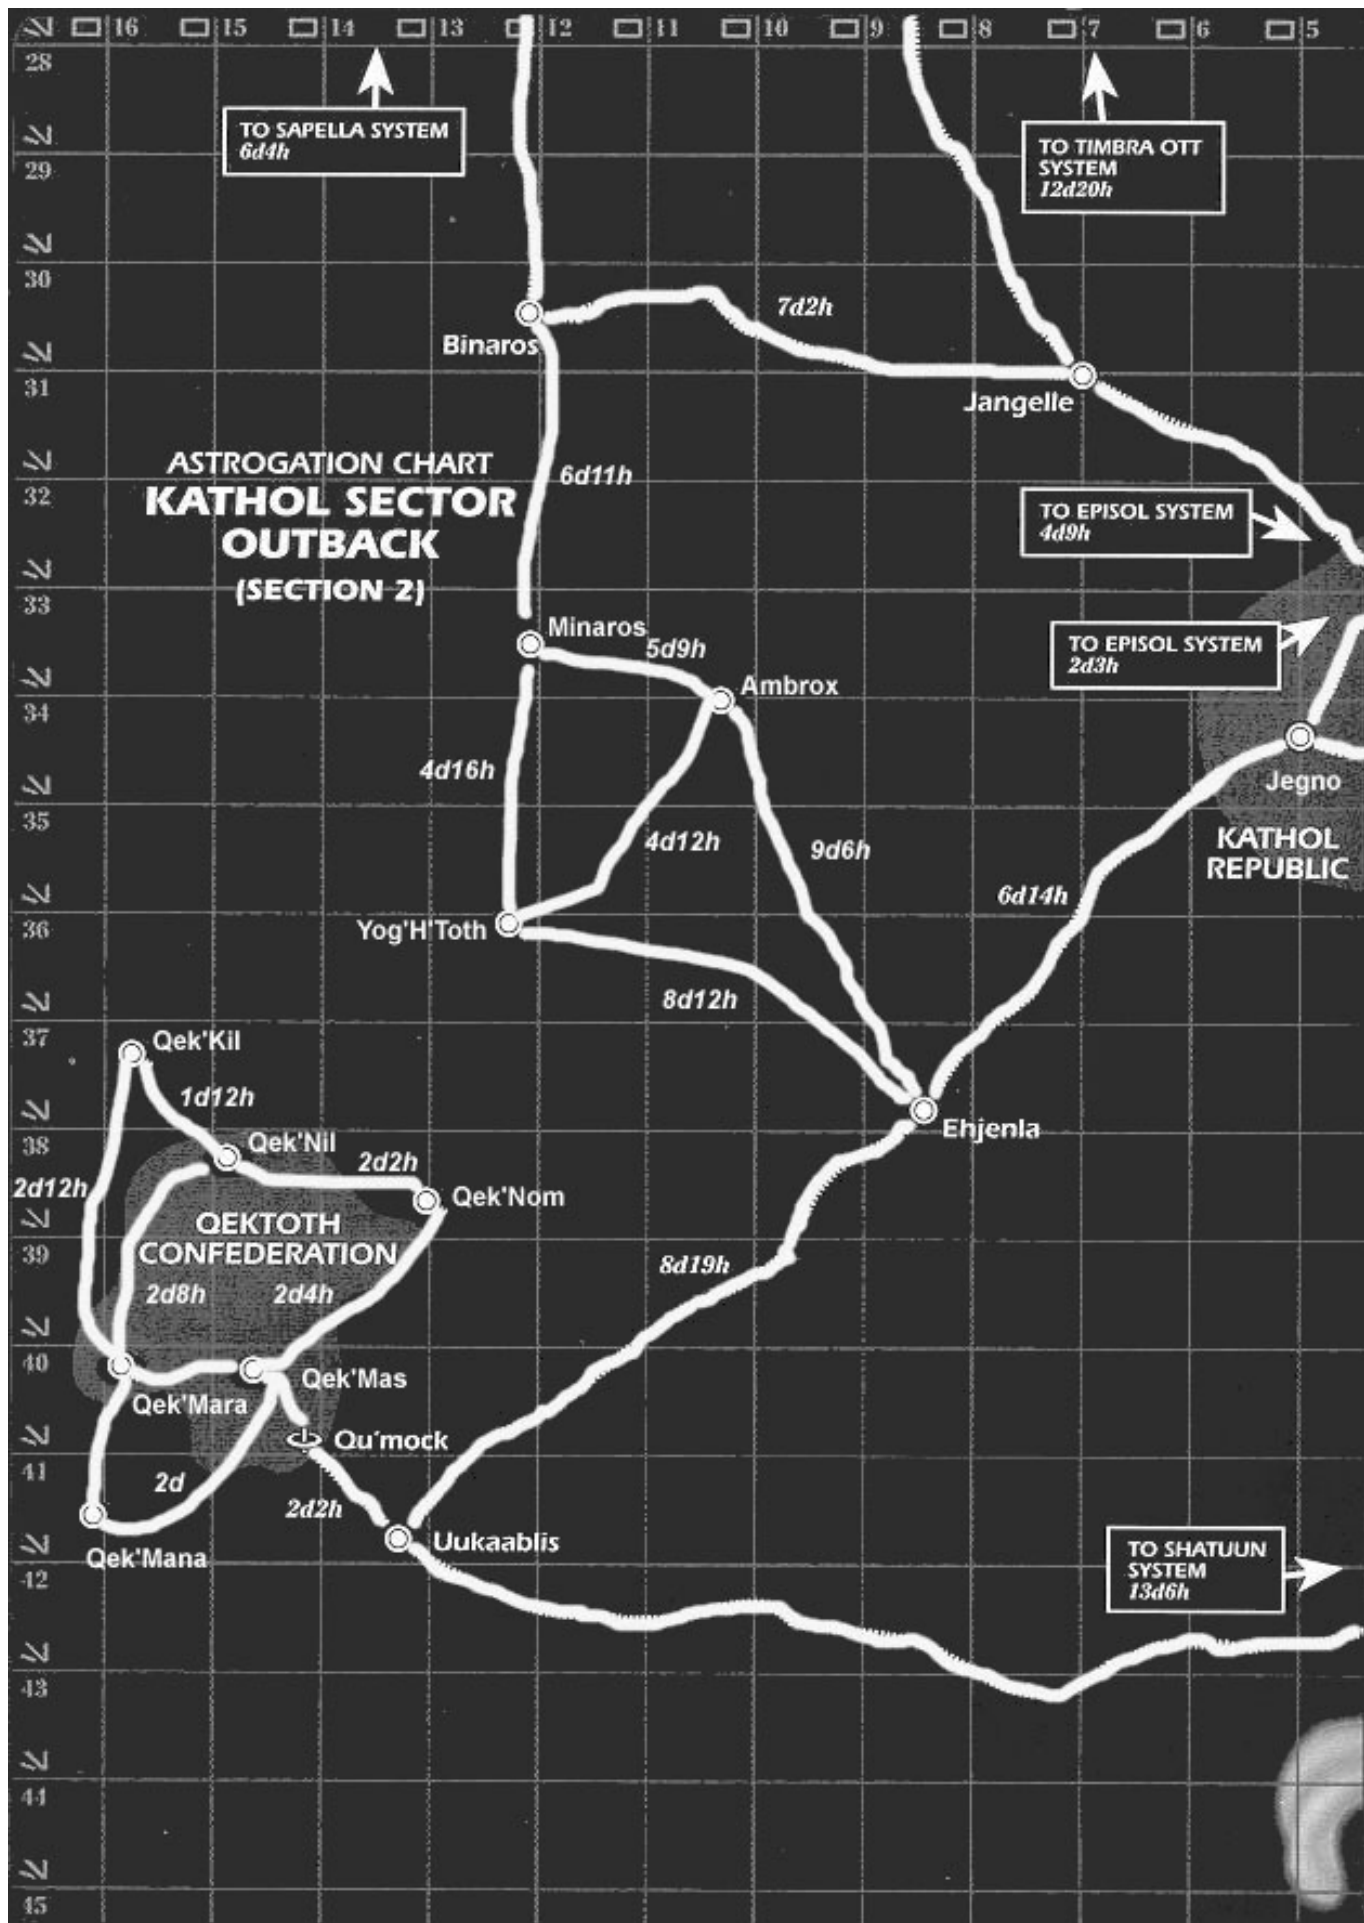 16 15 14 13 12 11 10 9 8 7 6 5
28
TO SAPELLA SYSTEM
6d4h
TO TIMBRA OTT
SYSTEM
12d20h
29
30
7d2h
Binaros
31
Jangelle
ASTROGATION CHART
KATHOL SECTOR
OUTBACK
(SECTION 2)
6d11h
32
TO EPISOL SYSTEM
4d9h
33
Minaros
5d9h
TO EPISOL SYSTEM
2d3h
Ambrox
34
4d16h
Jegno
35
4d12h
9d6h
KATHOL
REPUBLIC
6d14h
36
Yog'H'Toth
8d12h
37
Qek'Kil
1d12h
Ehjenla
38
Qek'Nil
2d2h
2d12h
Qek'Nom
QEKTOTH
CONFEDERATION
39
8d19h
2d8h
2d4h
40
Qek'Mas
Qek'Mara
Qu'mock
41
2d
2d2h
Uukaablis
Qek'Mana
TO SHATUUN
SYSTEM
13d6h
42
43
44
45